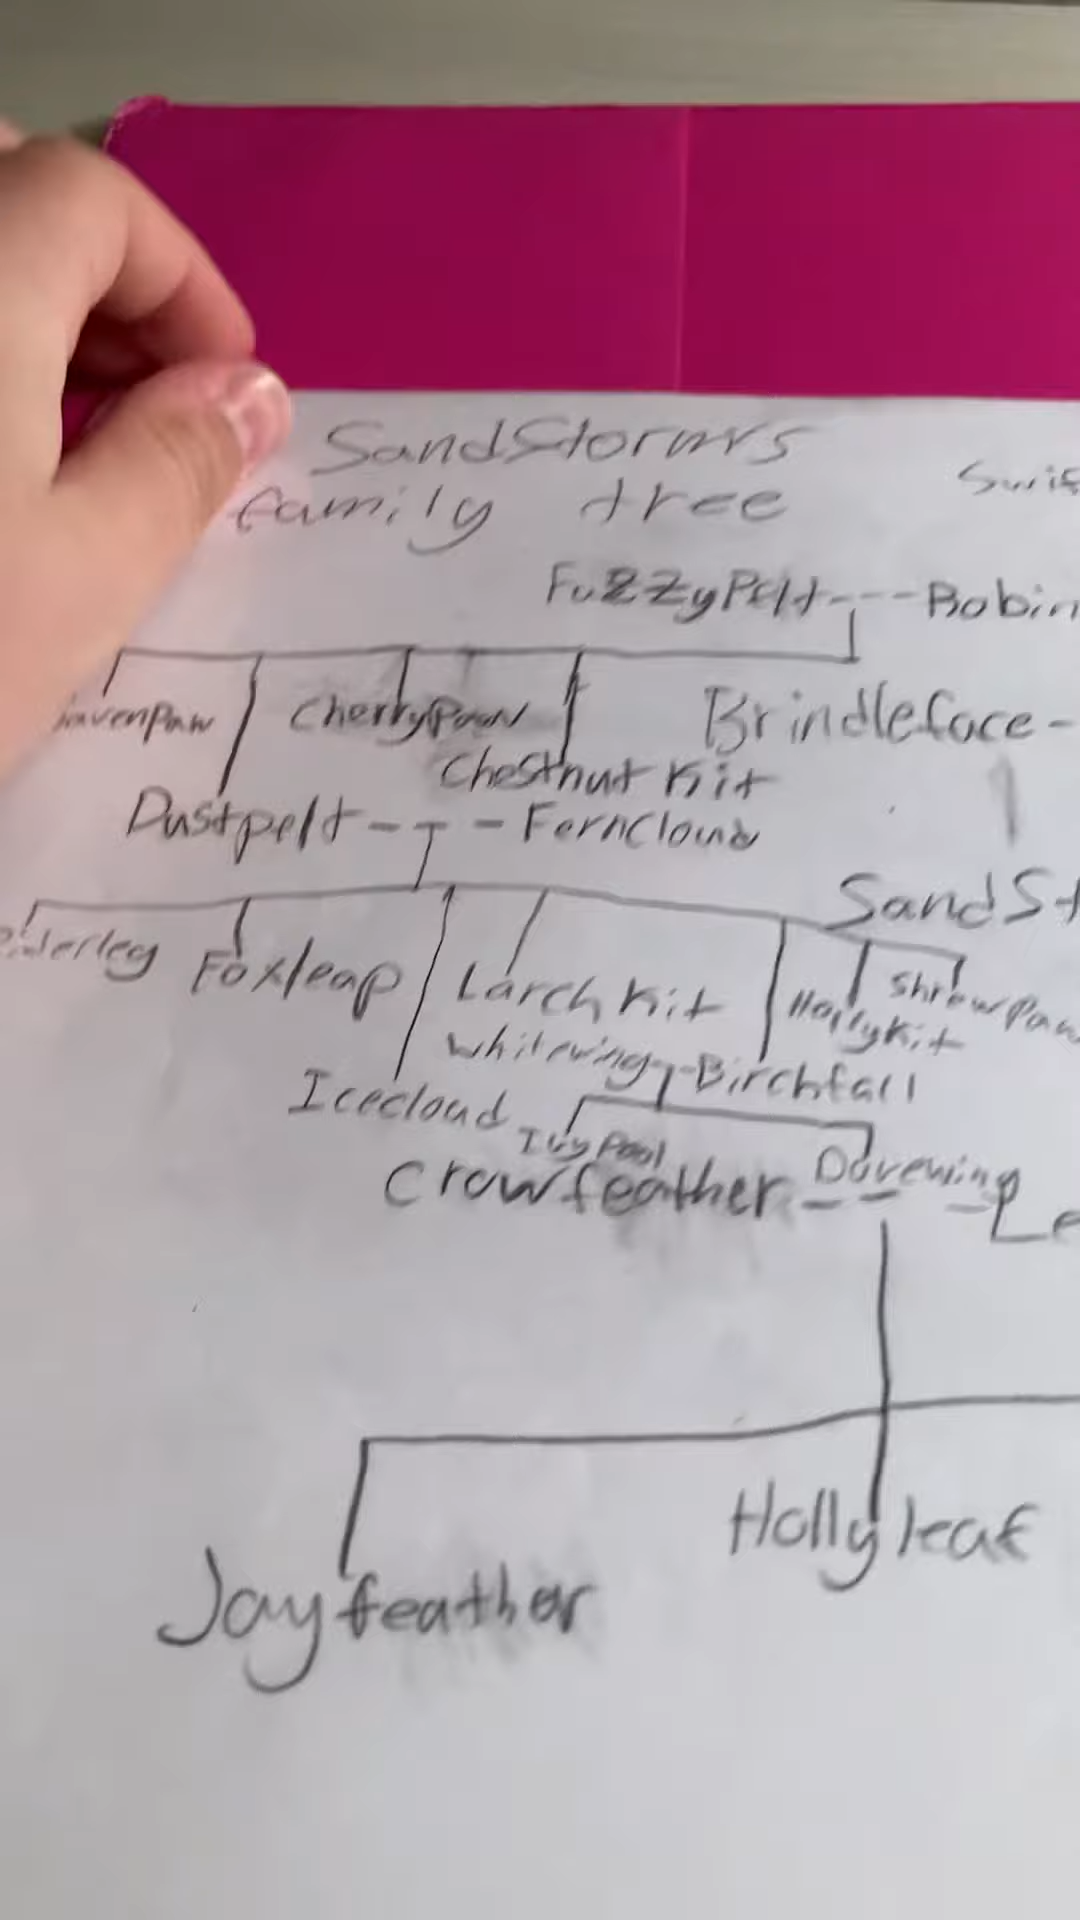 SandStorms
family tree
FuzzyPelt---Robin
CherryPaw
Brindleface-
Chestnut Kit
Dustpelt--Ferncloud
SandSt
Foxleap
Larch Kit
HollyKit
ShrewPaw
Whitewing--Birchfall
Icecloud
IvyPool
Dovewing
Crowfeather---Le
Hollyleaf
Jayfeather